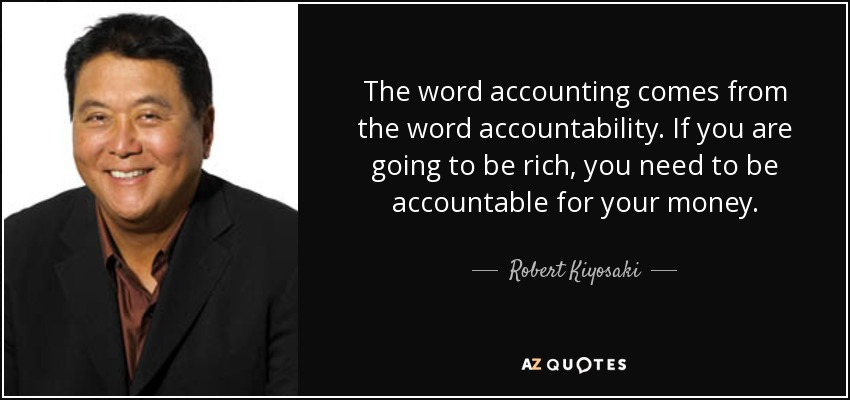 The word accounting comes from
the word accountability. If you are
going to be rich, you need to be
accountable for your money.
Robert Kiyosaki
AZ QUOTES